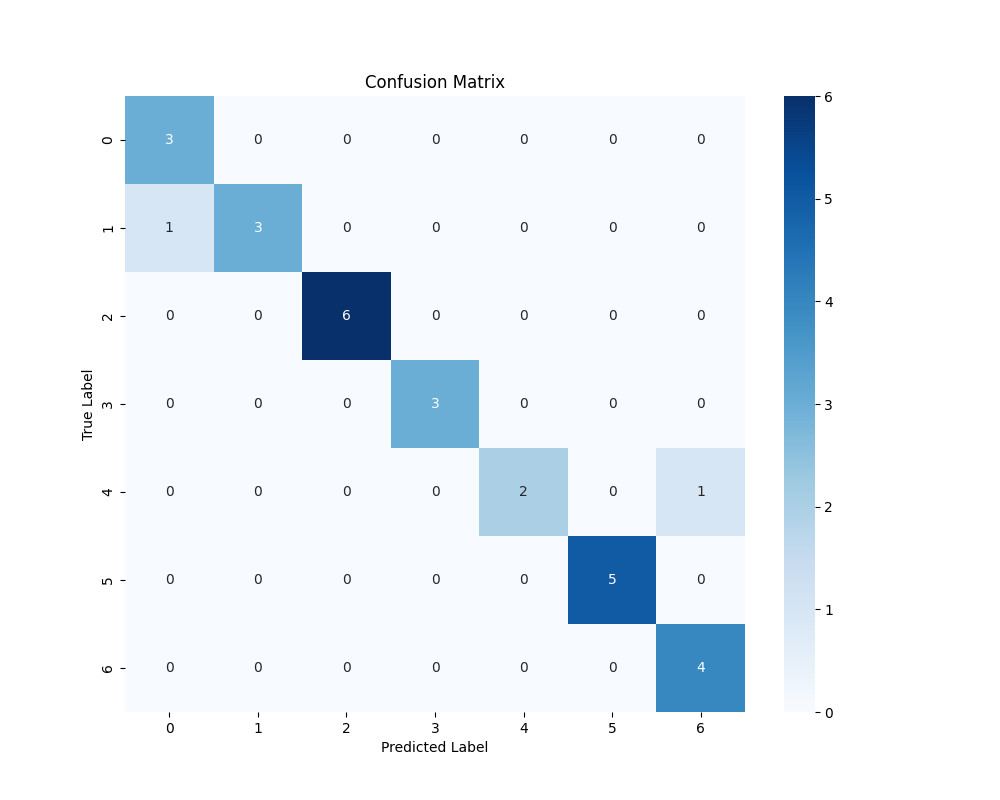 Confusion Matrix
True Label
0 3 0 0 0 0 0 0
1 1 3 0 0 0 0 0
2 0 0 6 0 0 0 0
3 0 0 0 3 0 0 0
4 0 0 0 0 2 0 1
5 0 0 0 0 0 5 0
6 0 0 0 0 0 0 4
0 1 2 3 4 5 6
Predicted Label
6
5
4
3
2
1
0